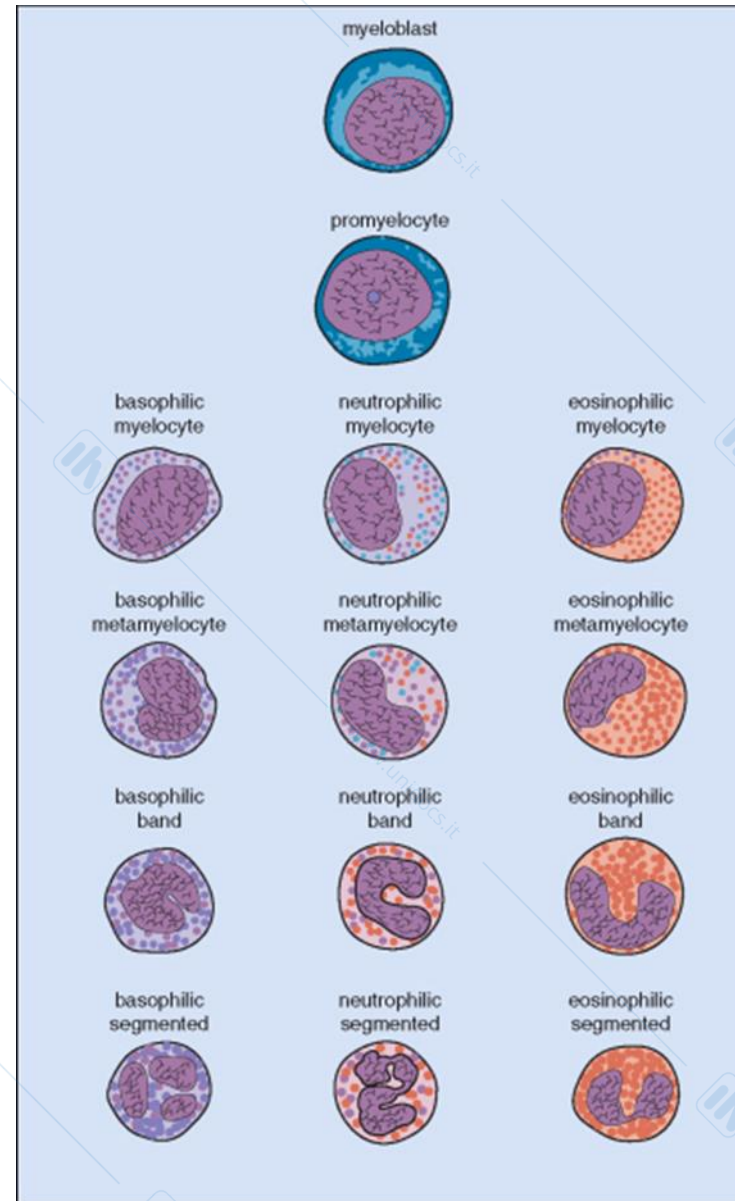 myeloblast
promyelocyte
basophilic
myelocyte
neutrophilic
myelocyte
eosinophilic
myelocyte
basophilic
metamyelocyte
neutrophilic
metamyelocyte
eosinophilic
metamyelocyte
basophilic
band
neutrophilic
band
eosinophilic
band
basophilic
segmented
neutrophilic
segmented
eosinophilic
segmented